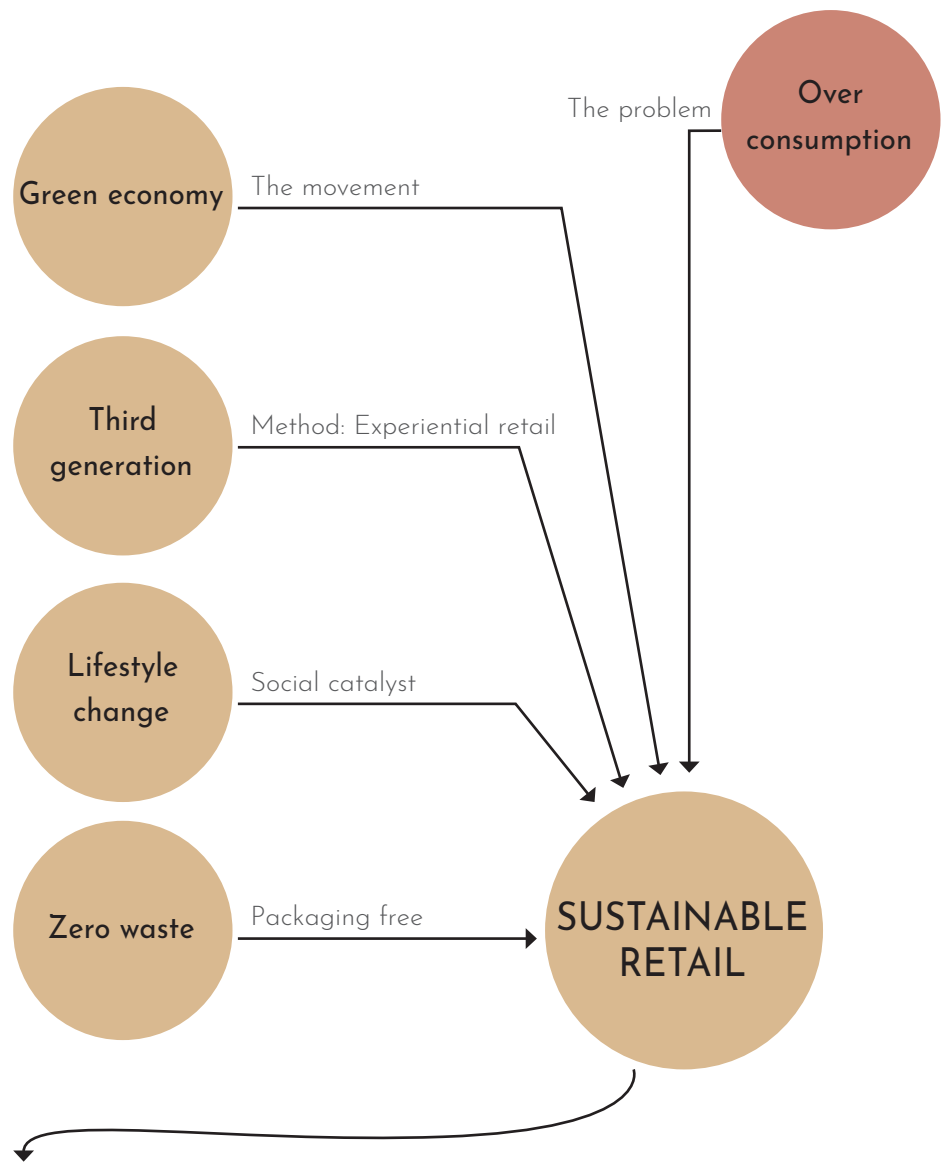 The problem
Over
consumption
Green economy
The movement
Third
generation
Method: Experiential retail
Lifestyle
change
Social catalyst
Zero waste
Packaging free
SUSTAINABLE
RETAIL